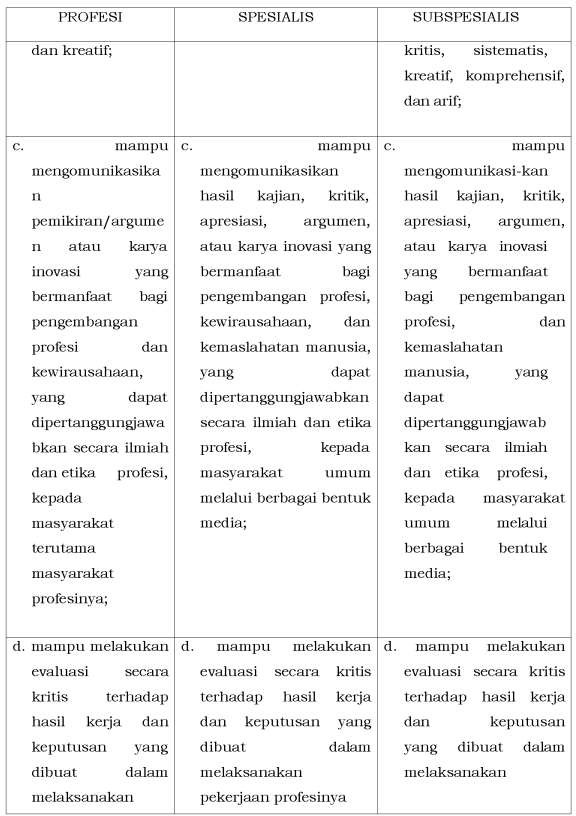 PROFESI
SPESIALIS
SUBSPESIALIS
dan kreatif;
kritis, sistematis,
kreatif, komprehensif,
dan arif;
c. mampu
mengomunikasika
n
pemikiran/argume
n atau karya
inovasi yang
bermanfaat bagi
pengembangan
profesi dan
kewirausahaan,
yang dapat
dipertanggungjawa
bkan secara ilmiah
dan etika profesi,
kepada
masyarakat
terutama
masyarakat
profesinya;
c. mampu
mengomunikasikan
hasil kajian, kritik,
apresiasi, argumen,
atau karya inovasi yang
bermanfaat bagi
pengembangan profesi,
kewirausahaan, dan
kemaslahatan manusia,
yang dapat
dipertanggungjawabkan
secara ilmiah dan etika
profesi, kepada
masyarakat umum
melalui berbagai bentuk
media;
c. mampu
mengomunikasi-kan
hasil kajian, kritik,
apresiasi, argumen,
atau karya inovasi
yang bermanfaat
bagi pengembangan
profesi, dan
kemaslahatan
manusia, yang
dapat
dipertanggungjawab
kan secara ilmiah
dan etika profesi,
kepada masyarakat
umum melalui
berbagai bentuk
media;
d. mampu melakukan
evaluasi secara
kritis terhadap
hasil kerja dan
keputusan yang
dibuat dalam
melaksanakan
d. mampu melakukan
evaluasi secara kritis
terhadap hasil kerja
dan keputusan yang
dibuat dalam
melaksanakan
pekerjaan profesinya
d. mampu melakukan
evaluasi secara kritis
terhadap hasil kerja
dan keputusan
yang dibuat dalam
melaksanakan